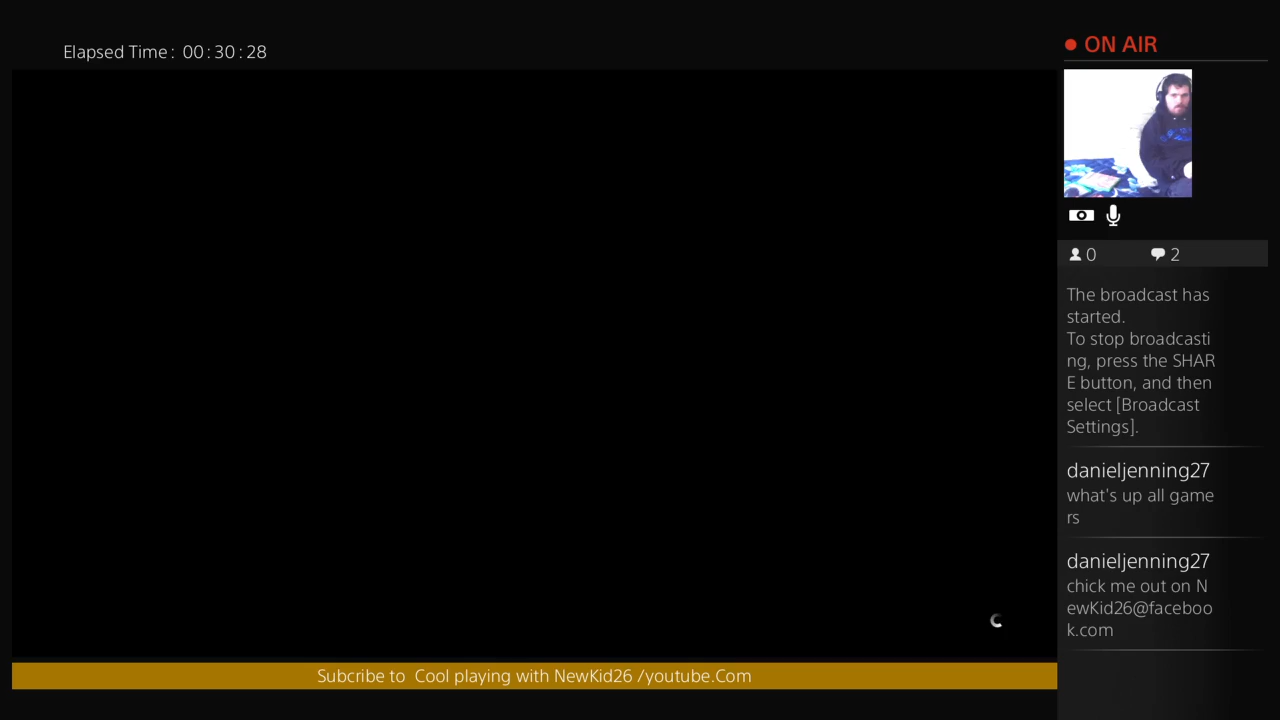 Elapsed Time: 00:30:28
ON AIR
0 2
The broadcast has
started.
To stop broadcasti
ng, press the SHAR
E button, and then
select [Broadcast
Settings].
danieljenning27
what's up all game
rs
danieljenning27
chick me out on N
ewKid26@faceboo
k.com
Subcribe to  Cool playing with NewKid26 /youtube.Com